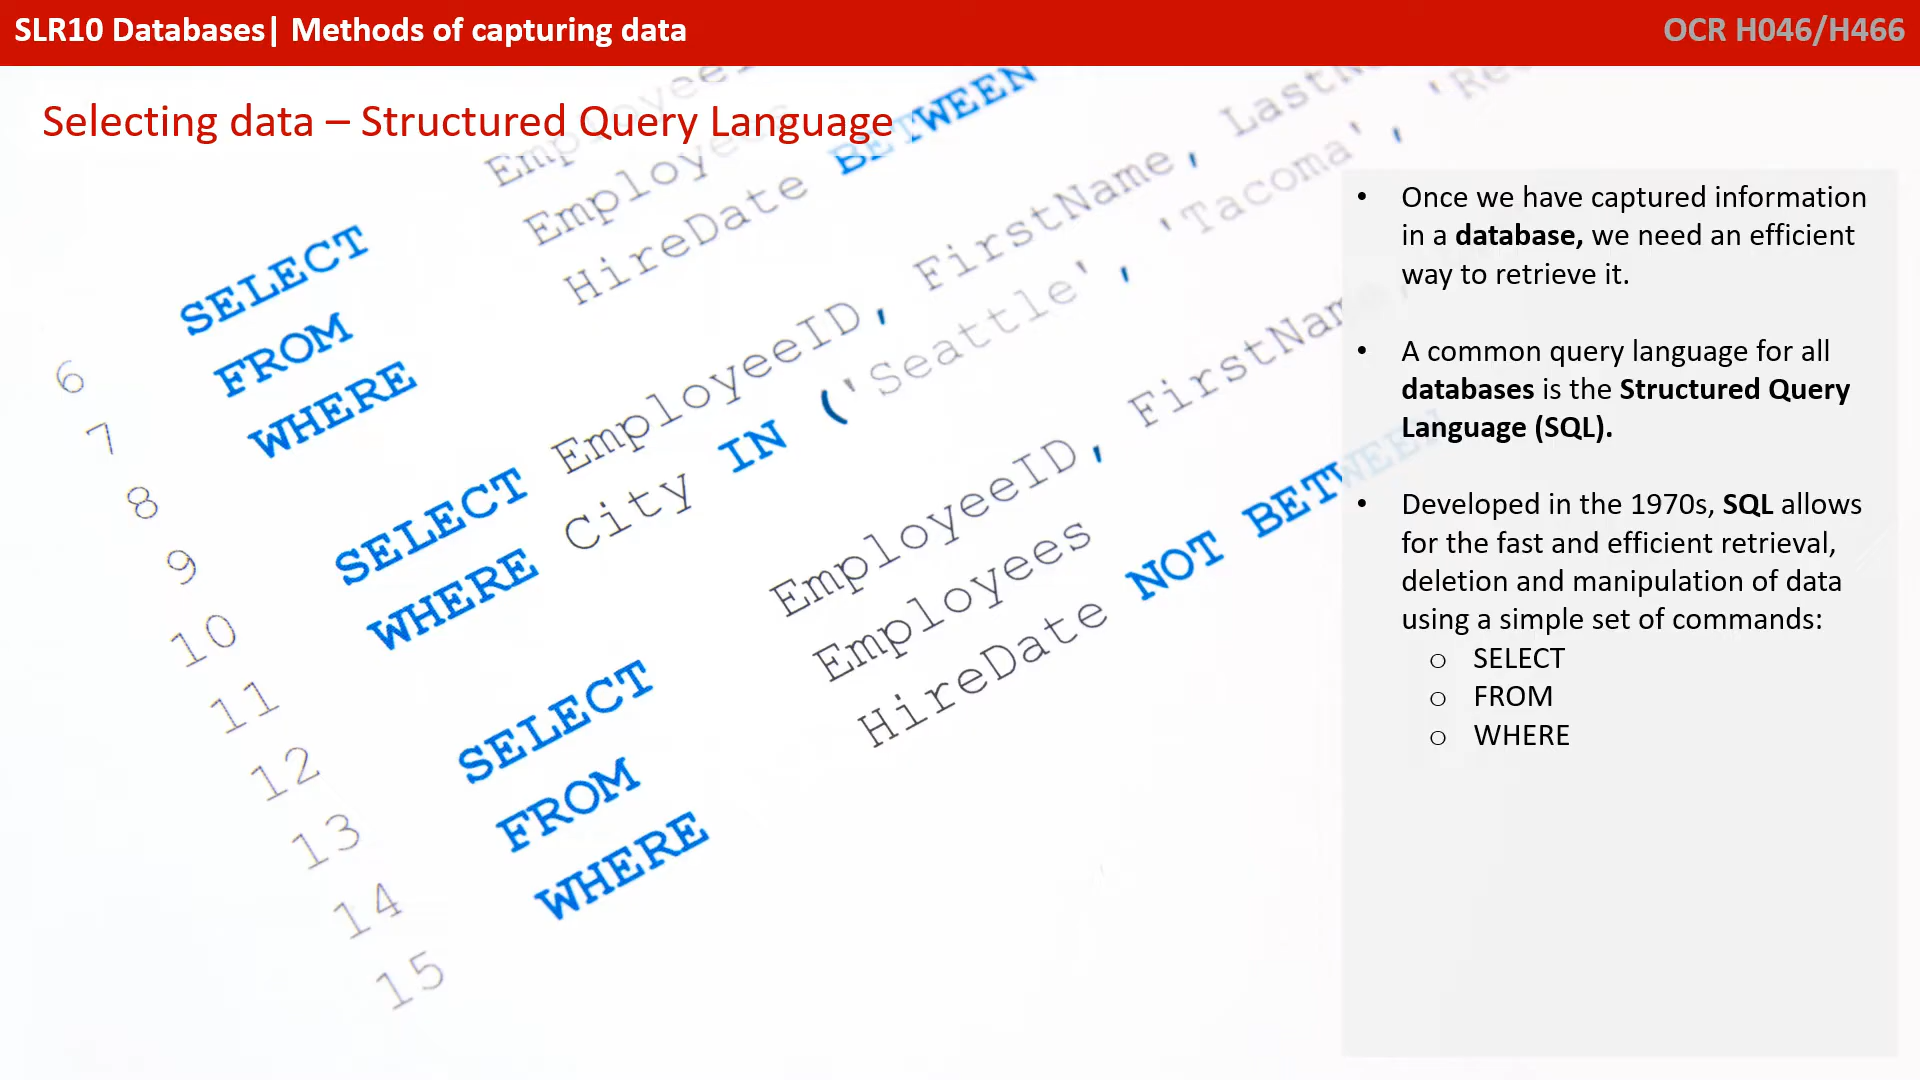 SLR10 Databases| Methods of capturing data
OCR H046/H466
Selecting data – Structured Query Language
HireDate BETWEEN
SELECT
FROM
WHERE
SELECT EmployeeID, FirstName,
WHERE City IN ('Seattle', 'Tacoma',
SELECT EmployeeID,
FROM Employees
WHERE HireDate NOT
6
7
8
9
10
11
12
13
14
15
• Once we have captured information
in a database, we need an efficient
way to retrieve it.
• A common query language for all
databases is the Structured Query
Language (SQL).
• Developed in the 1970s, SQL allows
for the fast and efficient retrieval,
deletion and manipulation of data
using a simple set of commands:
o SELECT
o FROM
o WHERE